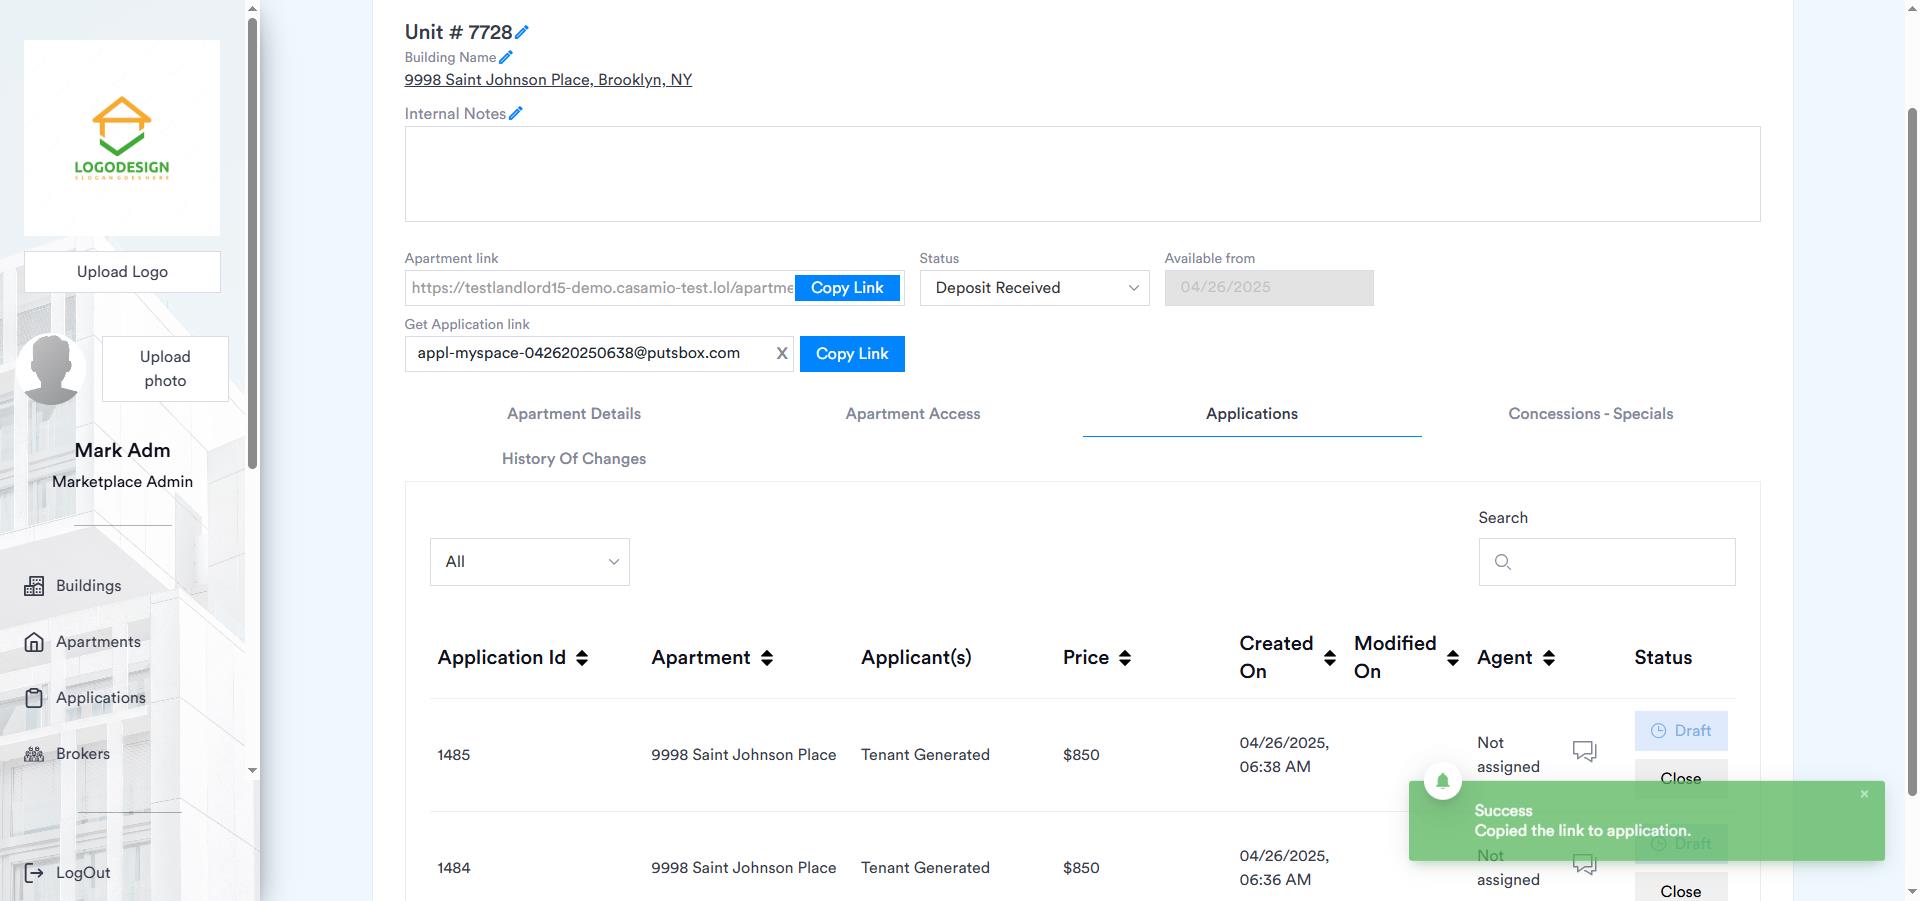 LOGODESIGN
SLOGAN GOES HERE
Upload Logo
Upload
photo
Mark Adm
Marketplace Admin
Buildings
Apartments
Applications
Brokers
LogOut
Unit # 7728
Building Name
9998 Saint Johnson Place, Brooklyn, NY
Internal Notes
Apartment link
Status
Available from
https://testlandlord15-demo.casamio-test.lol/apartme
Copy Link
Deposit Received
04/26/2025
Get Application link
appl-myspace-042620250638@putsbox.com
X
Copy Link
Apartment Details
Apartment Access
Applications
Concessions - Specials
History Of Changes
Search
All
Application Id
Apartment
Applicant(s)
Price
Created
On
Modified
On
Agent
Status
1485
9998 Saint Johnson Place
Tenant Generated
$850
04/26/2025,
06:38 AM
Not
assigned
Draft
Close
1484
9998 Saint Johnson Place
Tenant Generated
$850
04/26/2025,
06:36 AM
Not
assigned
Draft
Close
Success
Copied the link to application.
×